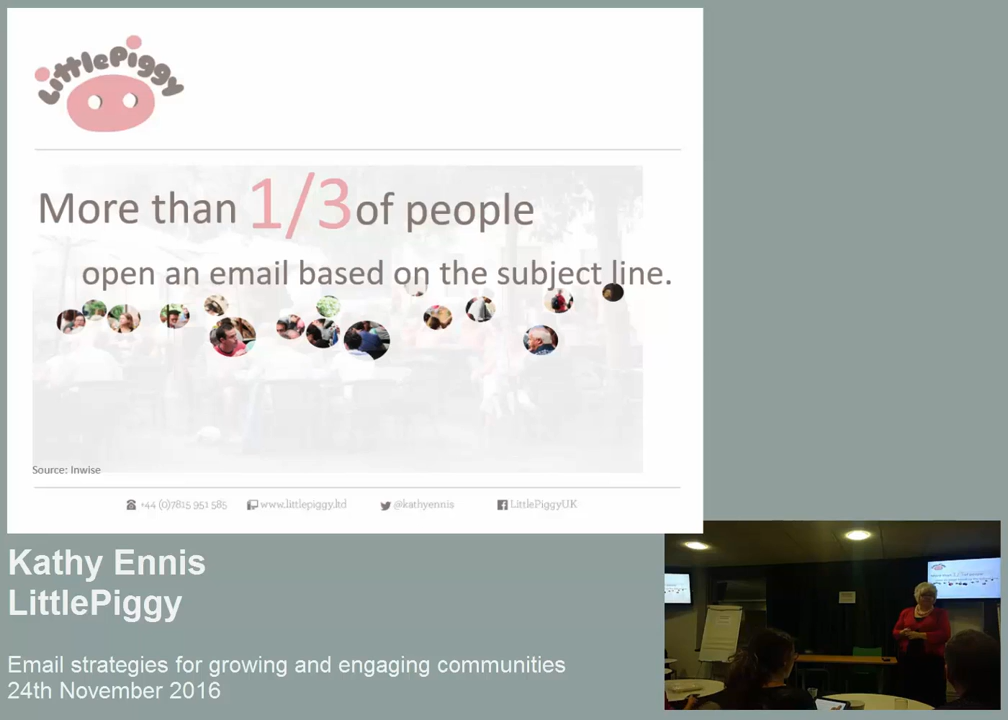 LittlePiggy
More than 1/3 of people
open an email based on the subject line.
Source: Inwise
+44 (0)7815 951 585 www.littlepiggy.ltd @kathyennis LittlePiggyUK
Kathy Ennis
LittlePiggy
Email strategies for growing and engaging communities
24th November 2016